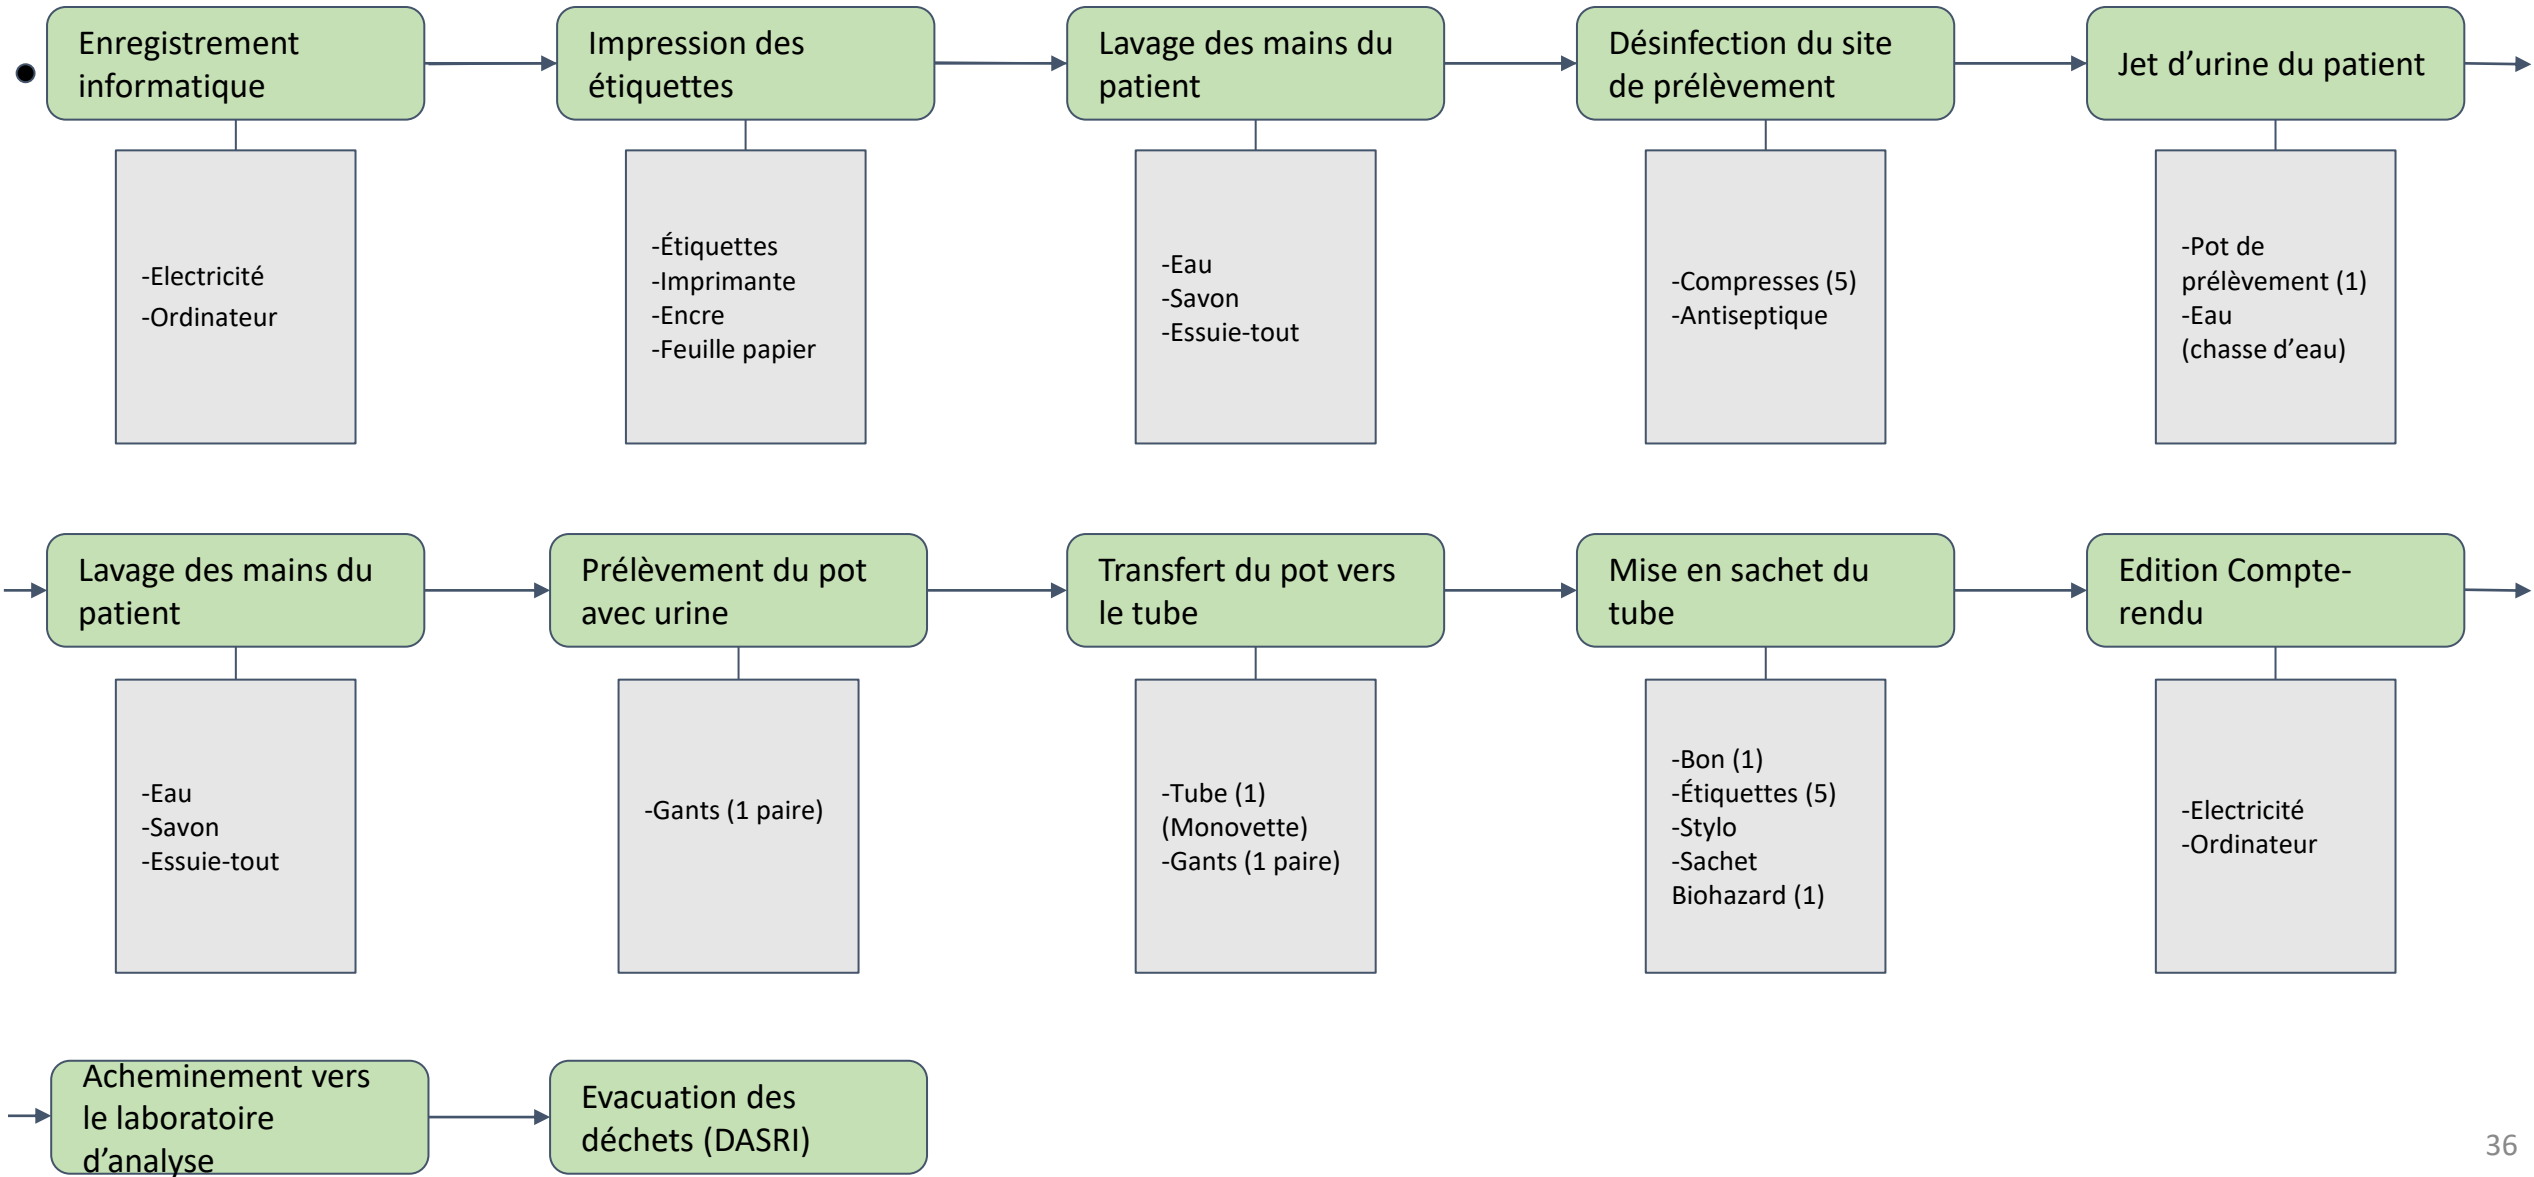 Enregistrement
informatique
Impression des
étiquettes
Lavage des mains du
patient
Désinfection du site
de prélèvement
Jet d’urine du patient
-Electricité
-Ordinateur
-Étiquettes
-Imprimante
-Encre
-Feuille papier
-Eau
-Savon
-Essuie-tout
-Compresses (5)
-Antiseptique
-Pot de
prélèvement (1)
-Eau
(chasse d’eau)
Lavage des mains du
patient
Prélèvement du pot
avec urine
Transfert du pot vers
le tube
Mise en sachet du
tube
Edition Compte-
rendu
-Eau
-Savon
-Essuie-tout
-Gants (1 paire)
-Tube (1)
(Monovette)
-Gants (1 paire)
-Bon (1)
-Étiquettes (5)
-Stylo
-Sachet
Biohazard (1)
-Electricité
-Ordinateur
Acheminement vers
le laboratoire
d’analyse
Evacuation des
déchets (DASRI)
36